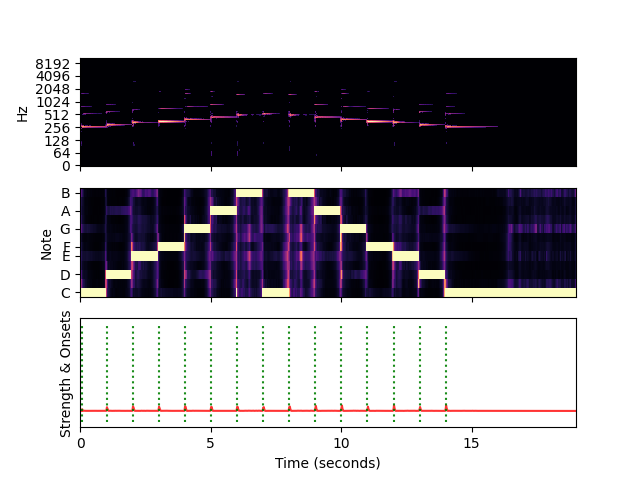 8192
4096
2048
1024
512
256
128
64
0
Hz
B
A
G
F
E
D
C
Note
Strength & Onsets
0
5
10
15
Time (seconds)